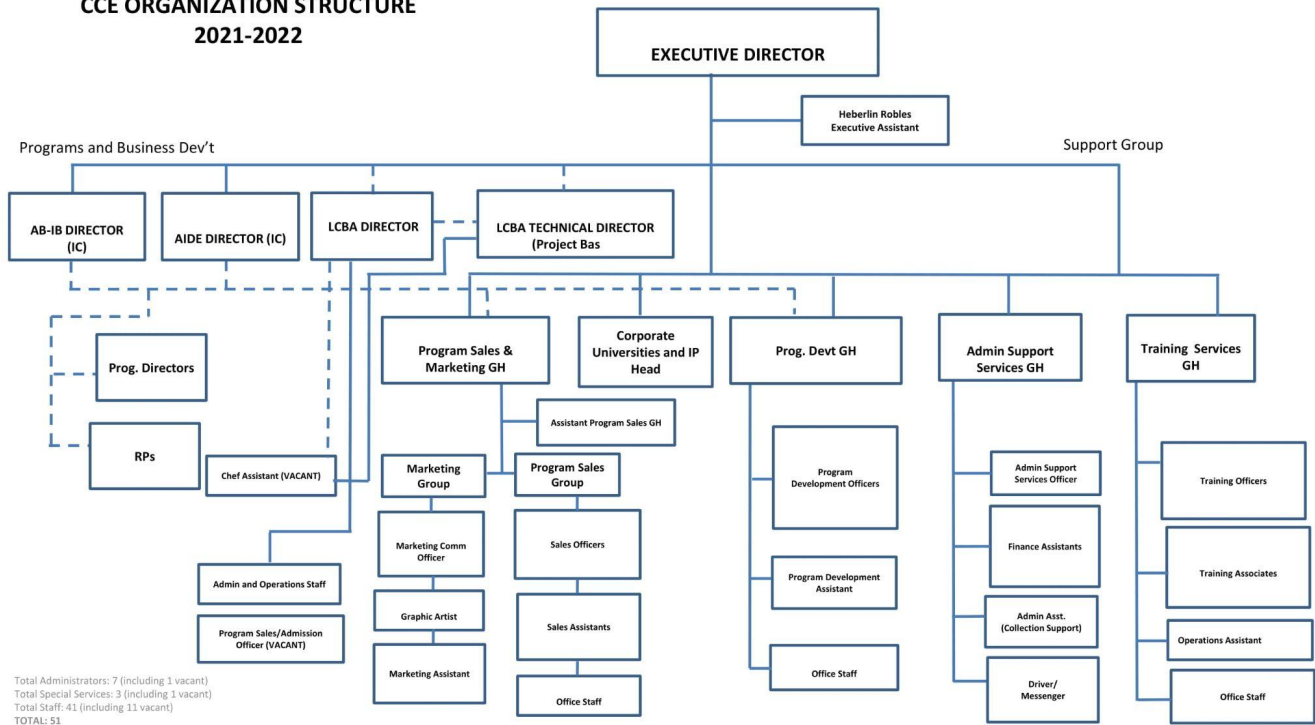 CCE ORGANIZATION STRUCTURE
2021-2022
EXECUTIVE DIRECTOR
Heberlin Robles
Executive Assistant
Programs and Business Dev't
Support Group
AB-IB DIRECTOR
(IC)
AIDE DIRECTOR (IC)
LCBA DIRECTOR
LCBA TECHNICAL DIRECTOR
(Project Bas
Prog. Directors
RPs
Chef Assistant (VACANT)
Admin and Operations Staff
Program Sales/Admission
Officer (VACANT)
Program Sales &
Marketing GH
Assistant Program Sales GH
Marketing
Group
Marketing Comm
Officer
Graphic Artist
Marketing Assistant
Program Sales
Group
Sales Officers
Sales Assistants
Office Staff
Corporate
Universities and IP
Head
Prog. Devt GH
Program
Development Officers
Program Development
Assistant
Office Staff
Admin Support
Services GH
Admin Support
Services Officer
Finance Assistants
Admin Asst.
(Collection Support)
Driver/
Messenger
Training Services
GH
Training Officers
Training Associates
Operations Assistant
Office Staff
Total Administrators: 7 (including 1 vacant)
Total Special Services: 3 (including 1 vacant)
Total Staff: 41 (including 11 vacant)
TOTAL: 51